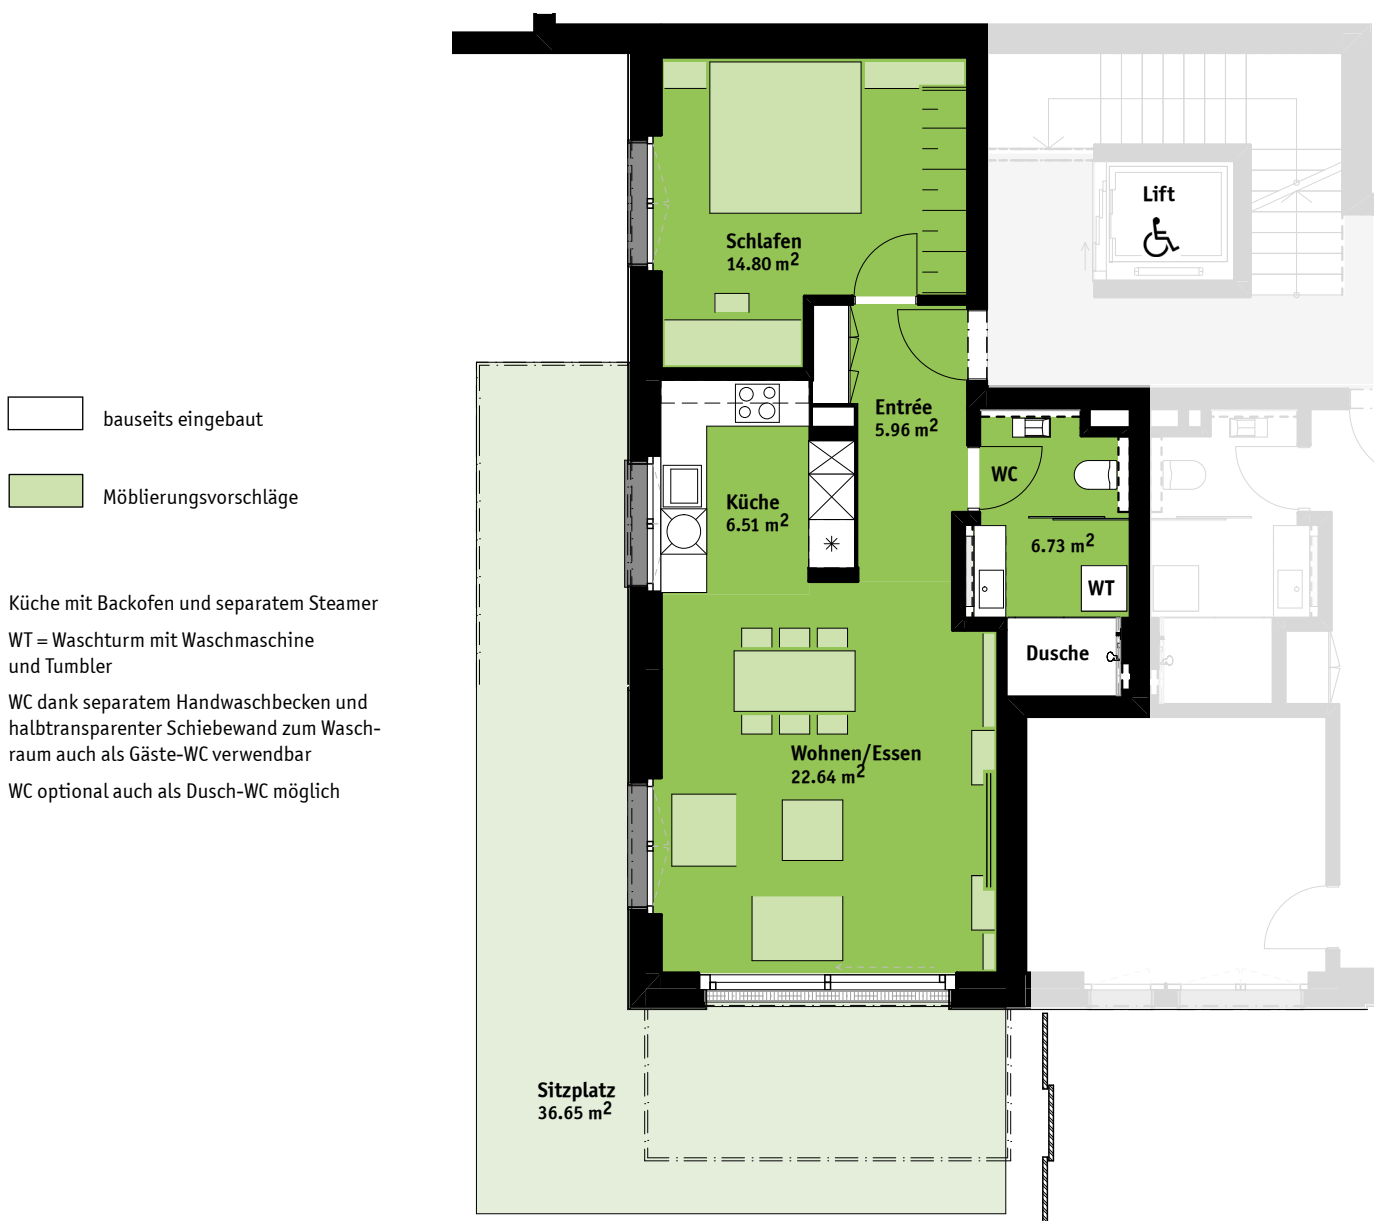 Lift
Schlafen
14.80 m²
bauseits eingebaut
Entrée
5.96 m²
WC
Möblierungsvorschläge
Küche
6.51 m²
6.73 m²
WT
Küche mit Backofen und separatem Steamer
WT = Waschturm mit Waschmaschine
und Tumbler
WC dank separatem Handwaschbecken und
halbtransparenter Schiebewand zum Wasch-
raum auch als Gäste-WC verwendbar
WC optional auch als Dusch-WC möglich
Dusche
Wohnen/Essen
22.64 m²
Sitzplatz
36.65 m²